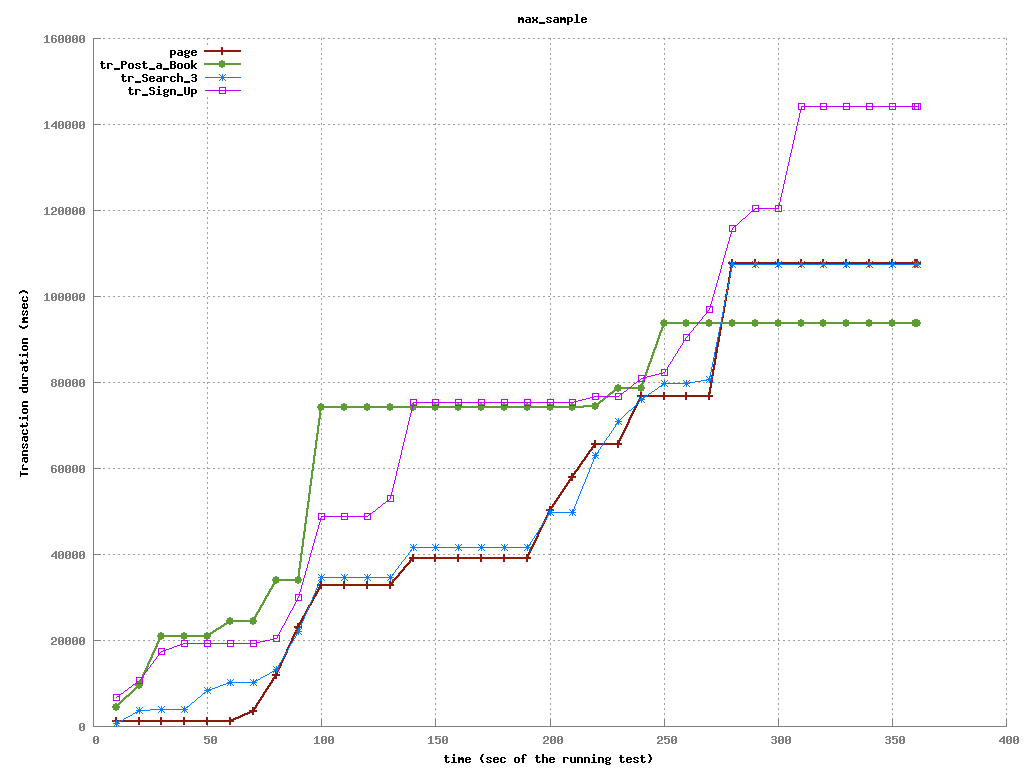 max_sample
160000
140000
120000
100000
80000
60000
40000
20000
0
page
tr_Post_a_Book
tr_Search_3
tr_Sign_Up
Transaction duration (msec)
0 50 100 150 200 250 300 350 400
time (sec of the running test)